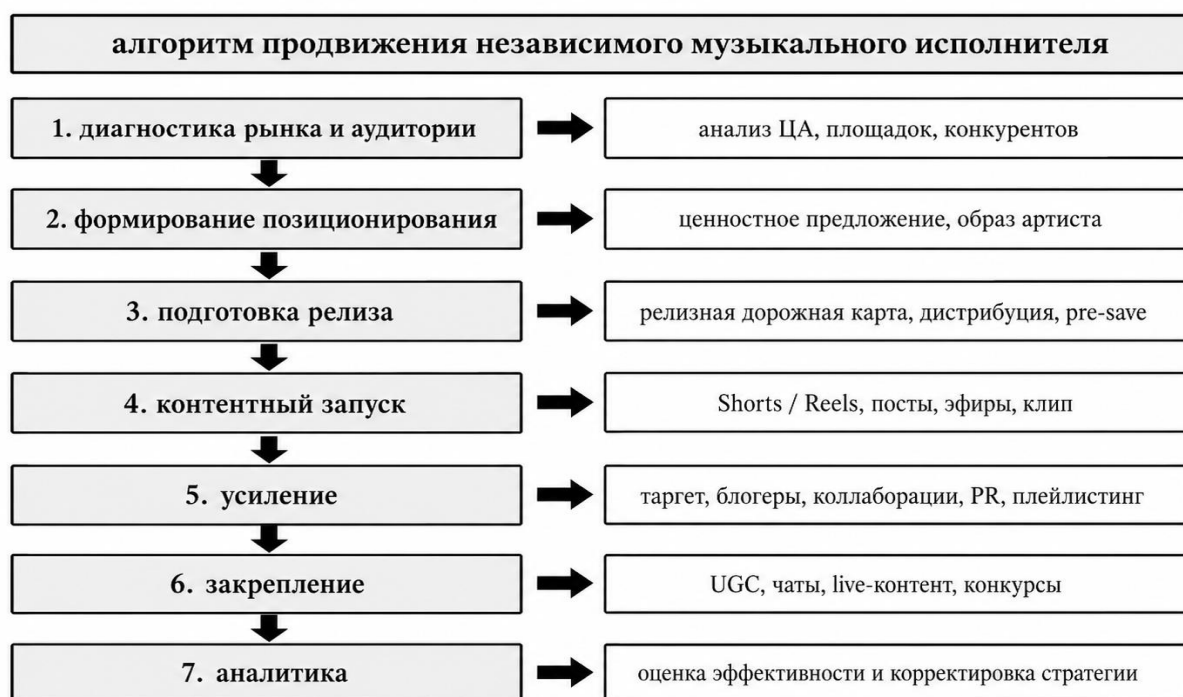 алгоритм продвижения независимого музыкального исполнителя
1. диагностика рынка и аудитории
анализ ЦА, площадок, конкурентов
2. формирование позиционирования
ценностное предложение, образ артиста
3. подготовка релиза
релизная дорожная карта, дистрибуция, pre-save
4. контентный запуск
Shorts / Reels, посты, эфиры, клип
5. усиление
таргет, блогеры, коллаборации, PR, плейлистинг
6. закрепление
UGC, чаты, live-контент, конкурсы
7. аналитика
оценка эффективности и корректировка стратегии